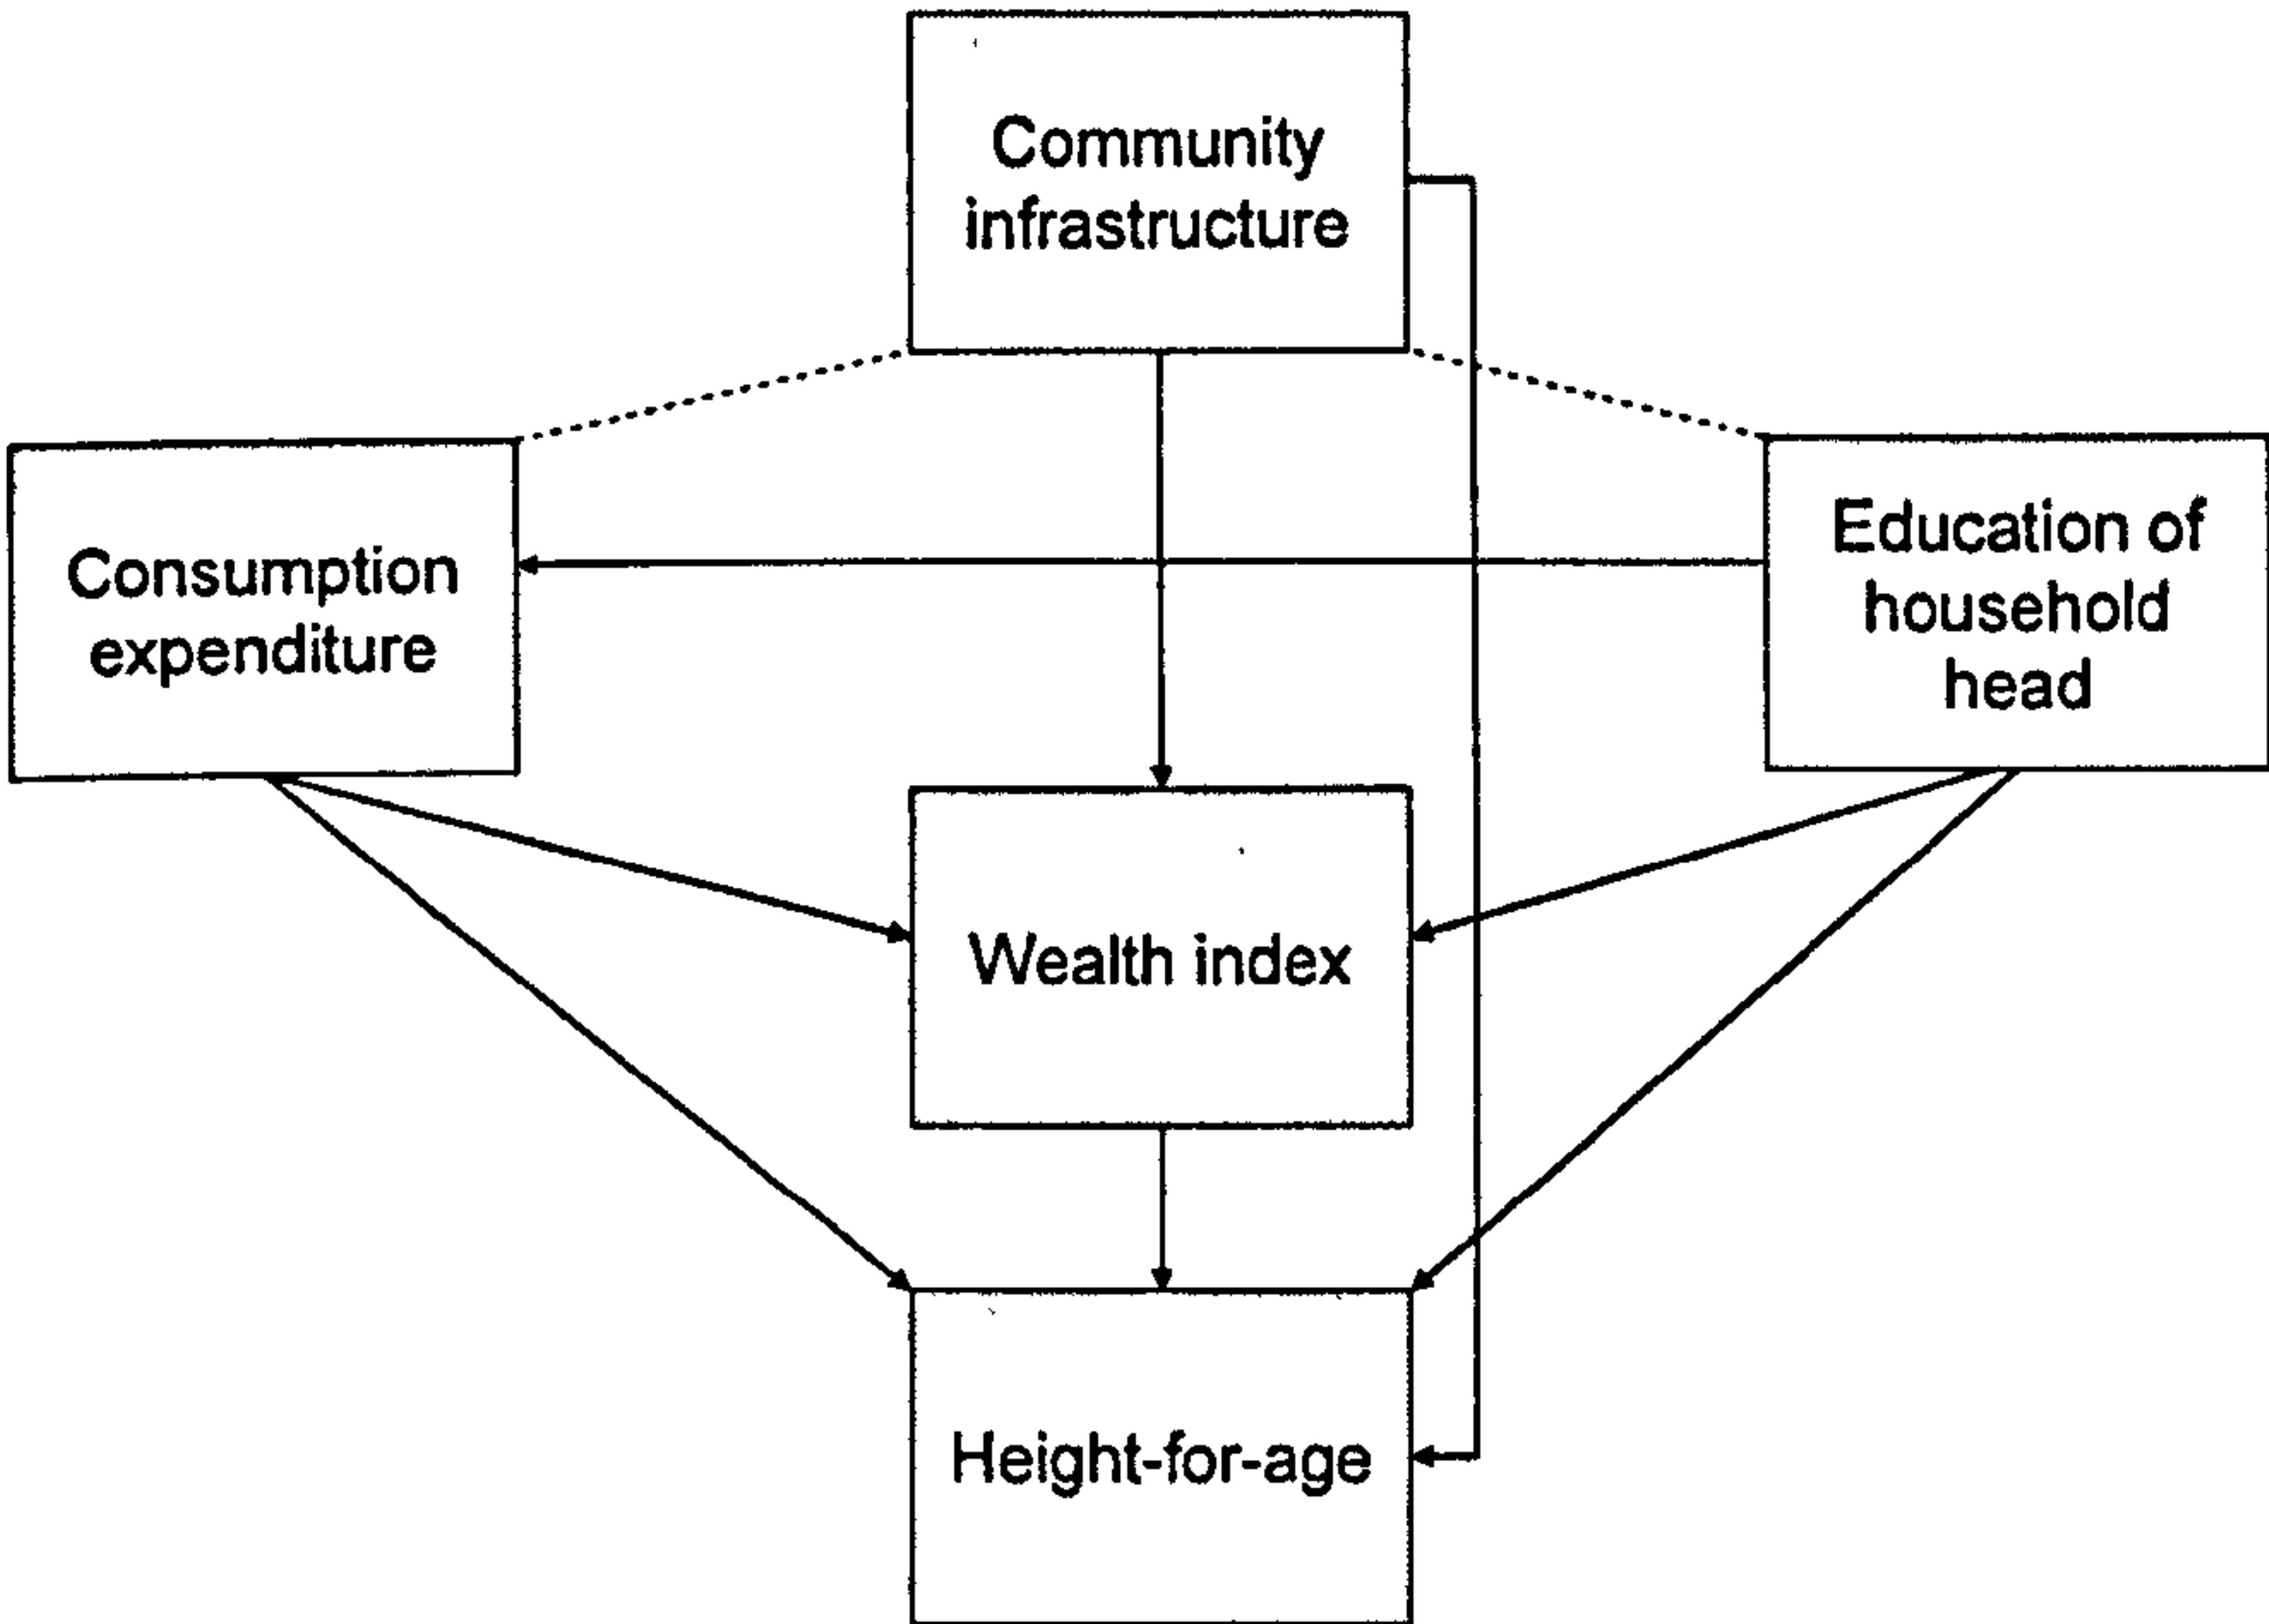 Community
infrastructure
Consumption
expenditure
Education of
household
head
Wealth index
Height-for-age